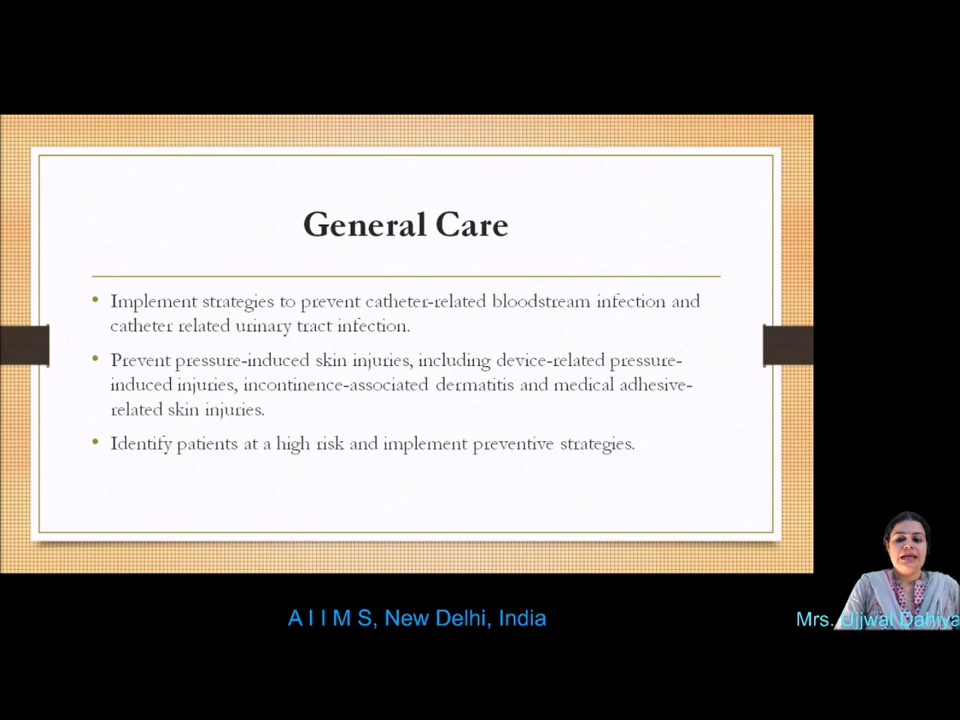 General Care
• Implement strategies to prevent catheter-related bloodstream infection and
catheter related urinary tract infection.
• Prevent pressure-induced skin injuries, including device-related pressure-
induced injuries, incontinence-associated dermatitis and medical adhesive-
related skin injuries.
• Identify patients at a high risk and implement preventive strategies.
A I I M S, New Delhi, India
Mrs. Ujjwal Dahiya